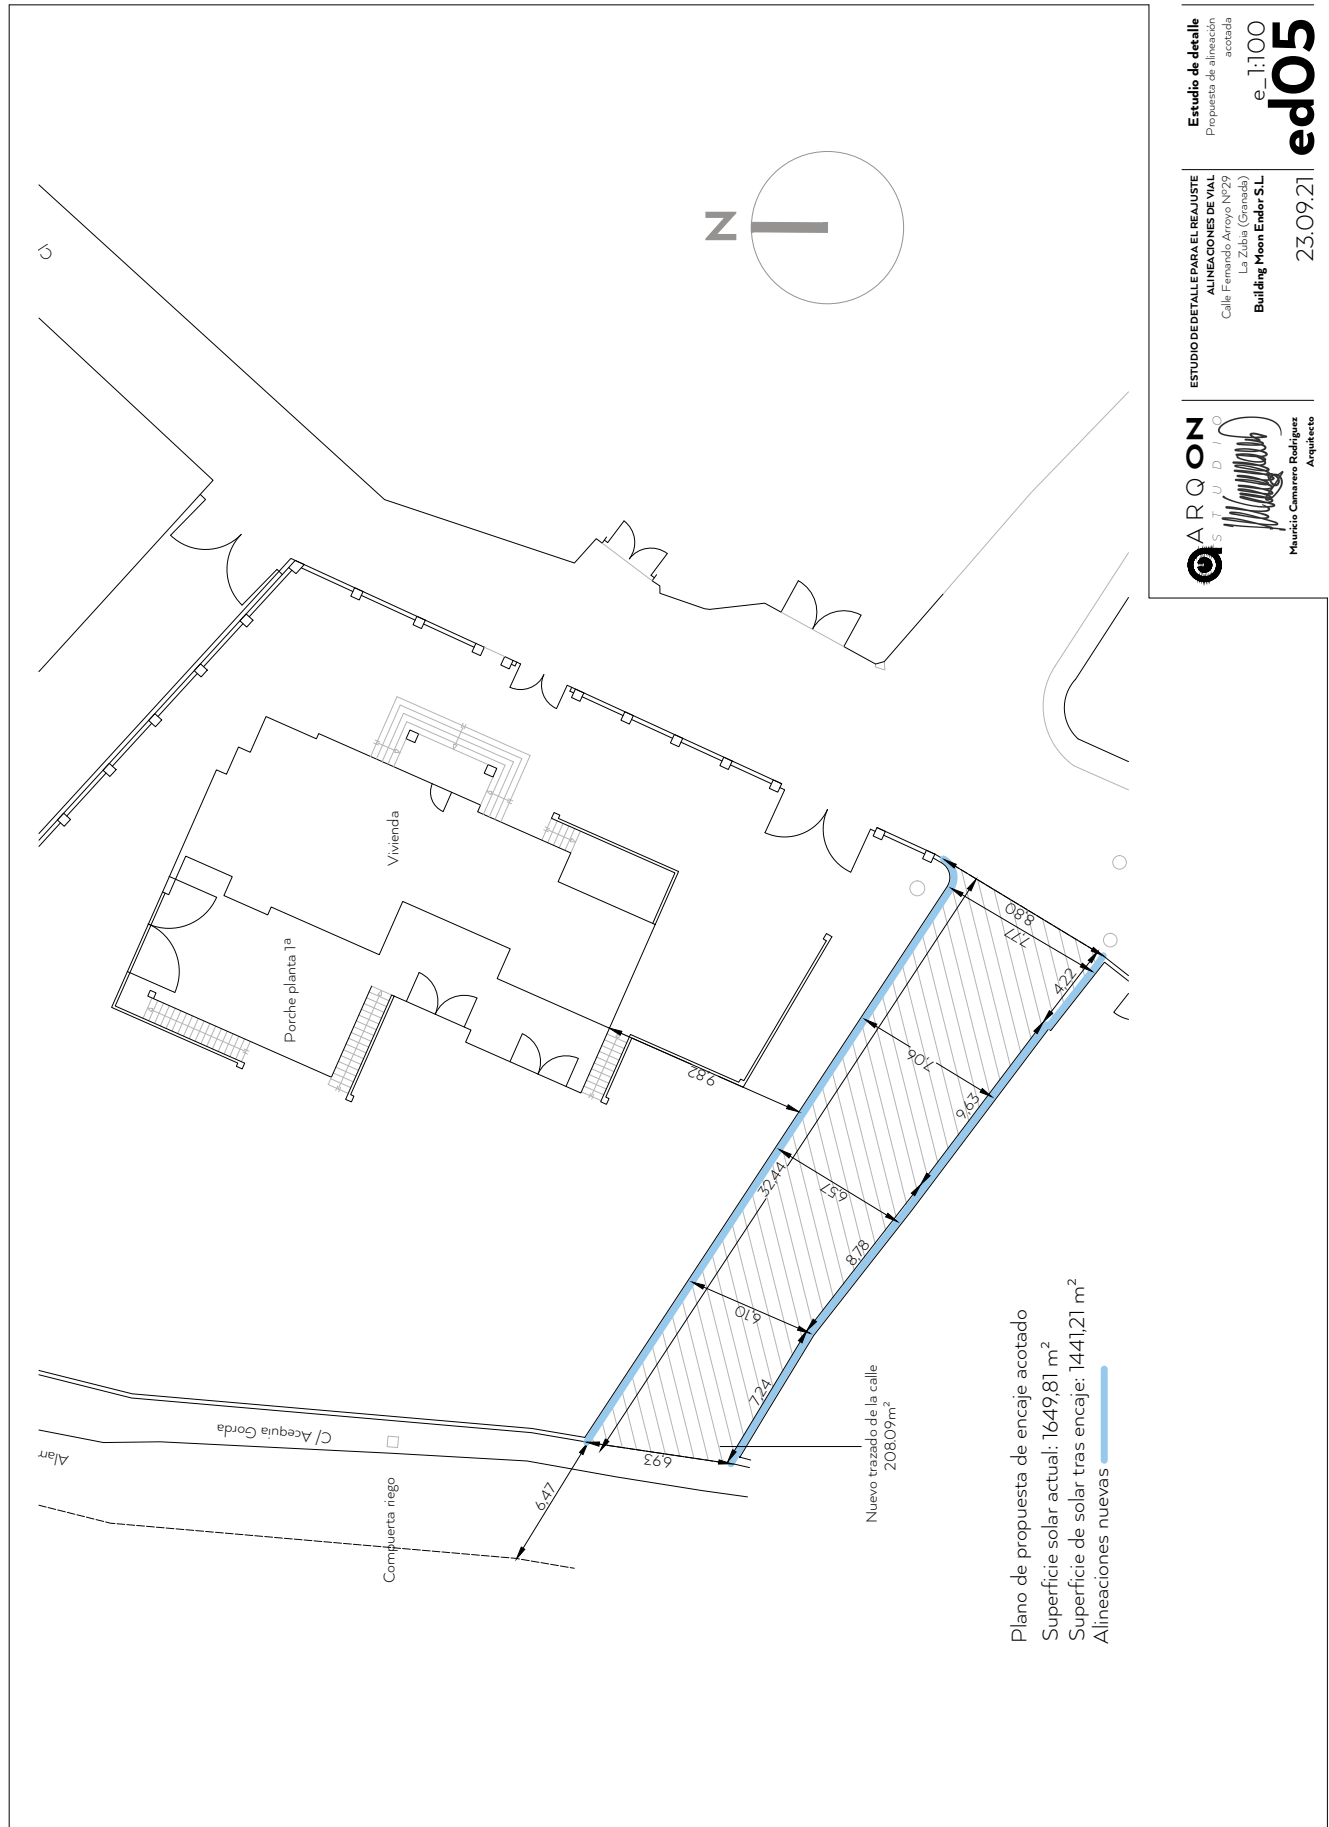 Estudio de detalle
Propuesta de alineación
acotada
e_1:100
ed05
ESTUDIO DE DETALLE PARA EL REAJUSTE
ALINEACIONES DE VIAL
Calle Fernando Arroyo Nº29
La Zubia (Granada)
Building Moon Endor S.L.
23.09.21
ARQON
STUDIO
Mauricio Camarero Rodríguez
Arquitecto
N
Vivienda
Porche planta 1ª
C/ Acequia Gorda
Compuerta riego
8,80
7,77
4,22
7,06
9,63
9,82
32,44
6,57
8,78
6,10
7,24
6,93
6,47
Nuevo trazado de la calle
208.09m²
Plano de propuesta de encaje acotado
Superficie solar actual: 1649,81 m²
Superficie de solar tras encaje: 1441,21 m²
Alineaciones nuevas